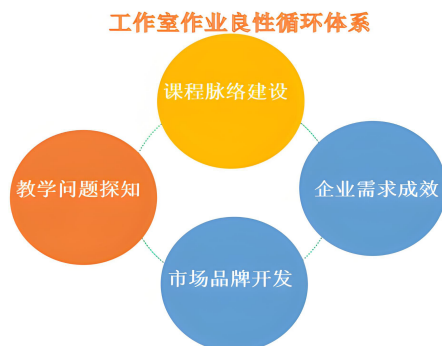 工作室作业良性循环体系
课程脉络建设
教学问题探知
企业需求成效
市场品牌开发